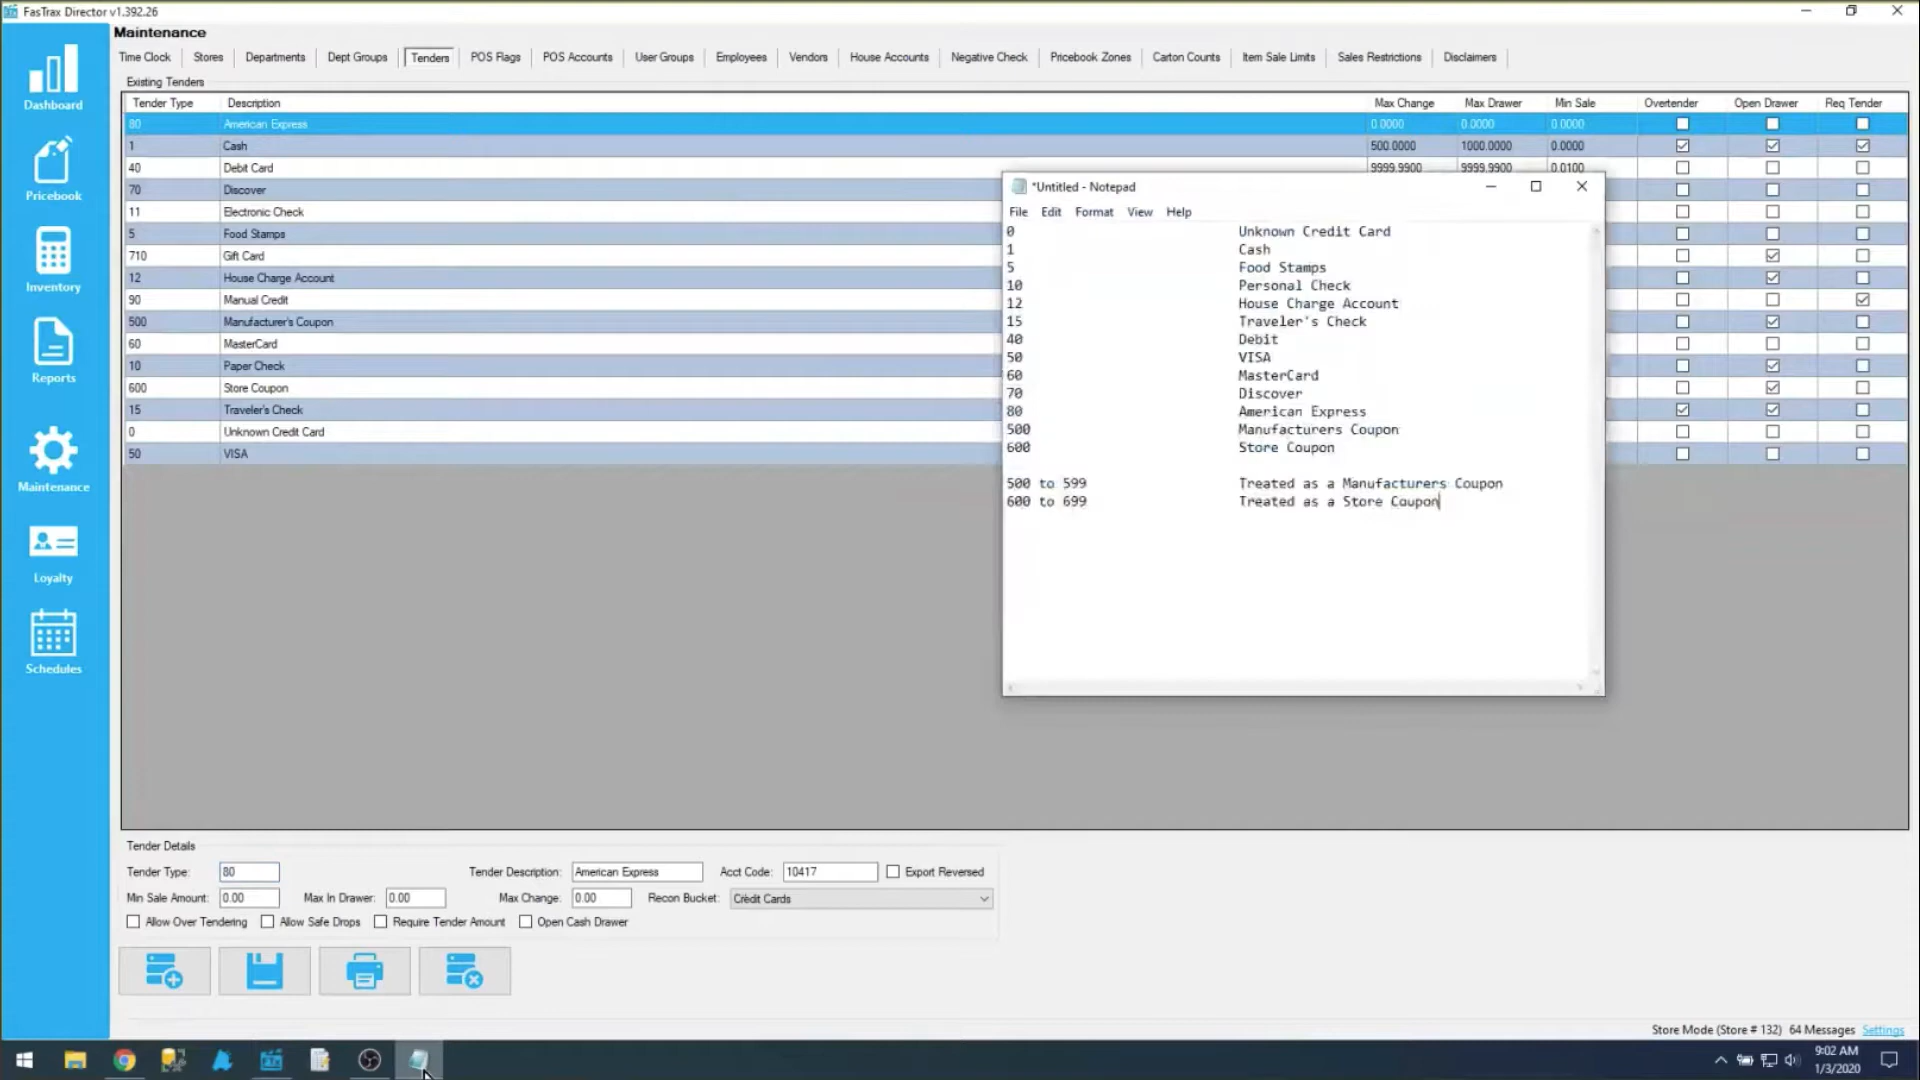 FasTrax Director v1.392.26
Maintenance
Time Clock Stores Departments Dept Groups Tenders POS Flags POS Accounts User Groups Employees Vendors House Accounts Negative Check Pricebook Zones Carton Counts Item Sale Limits Sales Restrictions Disclaimers
Existing Tenders
Tender Type Description Max Change Max Drawer Min Sale Overtender Open Drawer Req Tender
80 American Express 0.0000 0.0000 0.0000
1 Cash 500.0000 1000.0000 0.0000
40 Debit Card 9999.9900 9999.9900 0.0100
70 Discover
11 Electronic Check
5 Food Stamps
710 Gift Card
12 House Charge Account
90 Manual Credit
500 Manufacturer's Coupon
60 MasterCard
10 Paper Check
600 Store Coupon
15 Traveler's Check
0 Unknown Credit Card
50 VISA
*Untitled - Notepad
File Edit Format View Help
0 Unknown Credit Card
1 Cash
5 Food Stamps
10 Personal Check
12 House Charge Account
15 Traveler's Check
40 Debit
50 VISA
60 MasterCard
70 Discover
80 American Express
500 Manufacturers Coupon
600 Store Coupon
500 to 599 Treated as a Manufacturers Coupon
600 to 699 Treated as a Store Coupon
Dashboard
Pricebook
Inventory
Reports
Maintenance
Loyalty
Schedules
Tender Details
Tender Type: 80 Tender Description: American Express Acct Code: 10417 Export Reversed
Min Sale Amount: 0.00 Max In Drawer: 0.00 Max Change: 0.00 Recon Bucket: Credit Cards
Allow Over Tendering Allow Safe Drops Require Tender Amount Open Cash Drawer
Store Mode (Store # 132) 64 Messages Settings
9:02 AM
1/3/2020